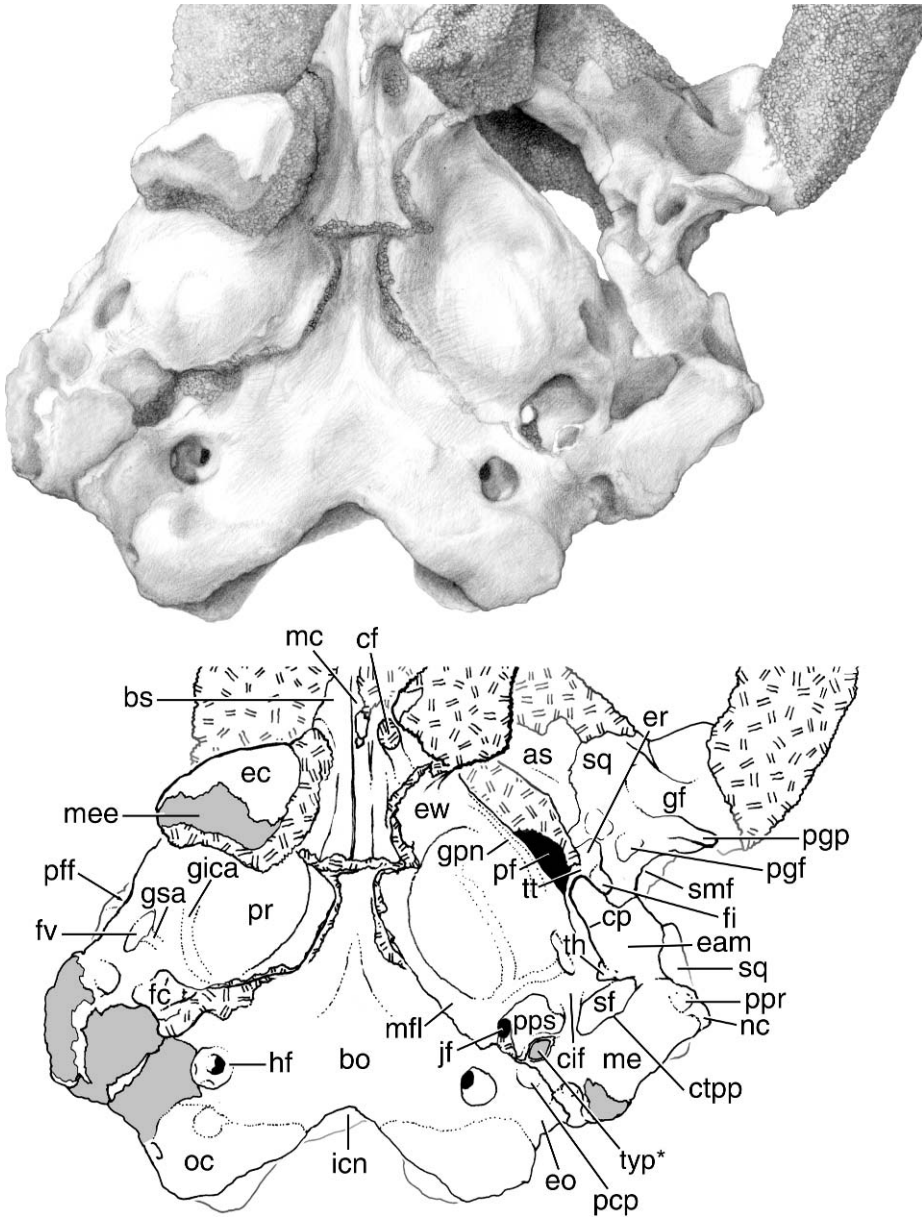 mc cf
bs
er
ec as sq
mee ew gf
gpn pgp
gica pf pgf
pff gsa tt smf
pr cp fi
fv eam
th sq
fc sf ppr
mfl pps nc
jf
hf bo cif me
ctpp
oc icn eo typ*
pcp